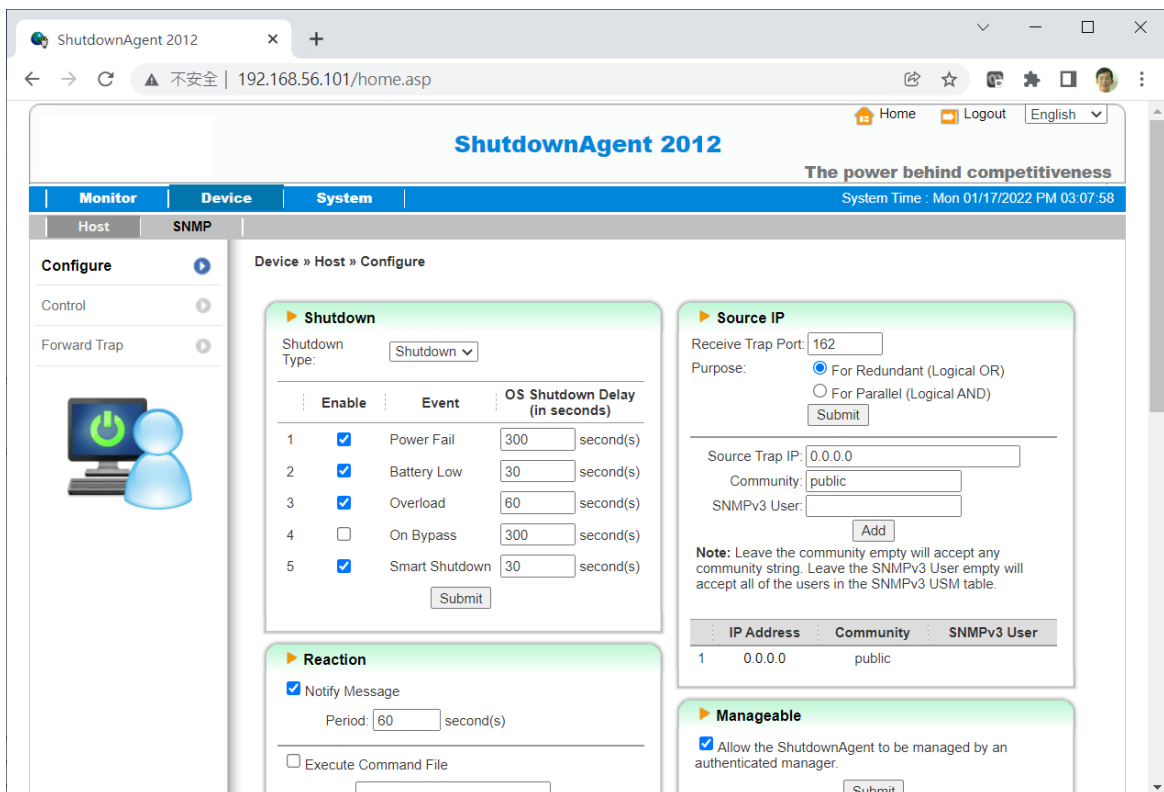 ShutdownAgent 2012
不安全 | 192.168.56.101/home.asp
Home Logout English
ShutdownAgent 2012
The power behind competitiveness
Monitor Device System System Time : Mon 01/17/2022 PM 03:07:58
Host SNMP
Configure
Control
Forward Trap
Device » Host » Configure
Shutdown
Shutdown Type: Shutdown
Enable Event OS Shutdown Delay (in seconds)
1 Power Fail 300 second(s)
2 Battery Low 30 second(s)
3 Overload 60 second(s)
4 On Bypass 300 second(s)
5 Smart Shutdown 30 second(s)
Submit
Reaction
Notify Message
Period: 60 second(s)
Execute Command File
Source IP
Receive Trap Port: 162
Purpose: For Redundant (Logical OR)
For Parallel (Logical AND)
Submit
Source Trap IP: 0.0.0.0
Community: public
SNMPv3 User:
Add
Note: Leave the community empty will accept any
community string. Leave the SNMPv3 User empty will
accept all of the users in the SNMPv3 USM table.
IP Address Community SNMPv3 User
1 0.0.0.0 public
Manageable
Allow the ShutdownAgent to be managed by an
authenticated manager.
Submit